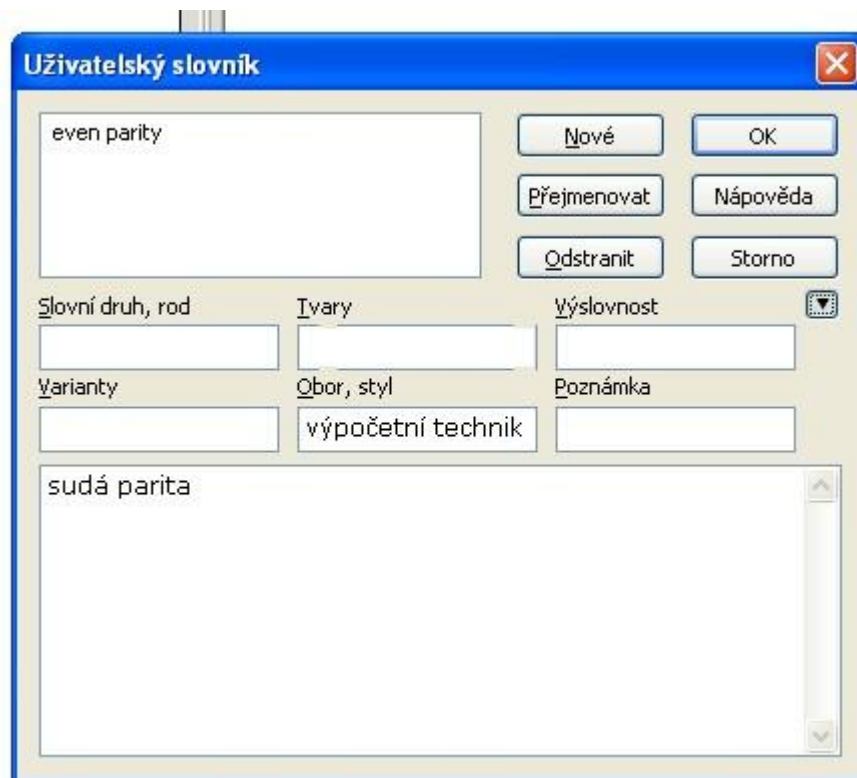 Uživatelský slovník
even parity
Nové
OK
Přejmenovat
Nápověda
Odstranit
Storno
Slovní druh, rod
Tvary
Výslovnost
Varianty
Obor, styl
Poznámka
výpočetní technik
sudá parita